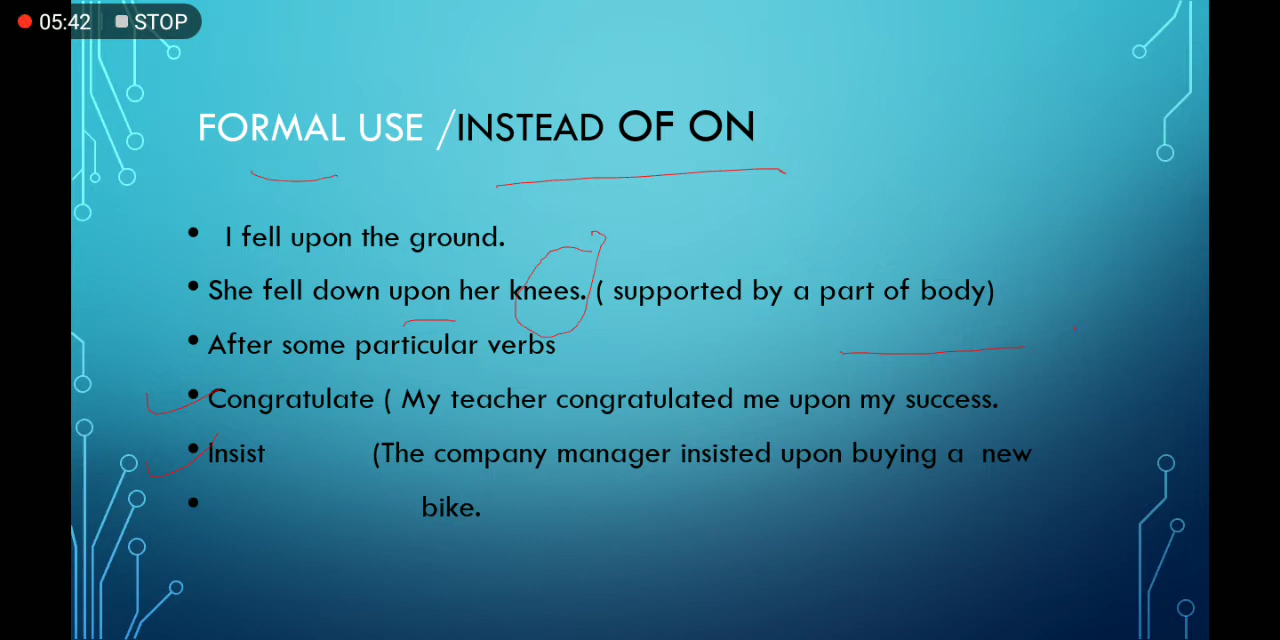 05:42 STOP
FORMAL USE /INSTEAD OF ON
• I fell upon the ground.
• She fell down upon her knees. ( supported by a part of body)
• After some particular verbs
• Congratulate ( My teacher congratulated me upon my success.
• Insist (The company manager insisted upon buying a new
• bike.